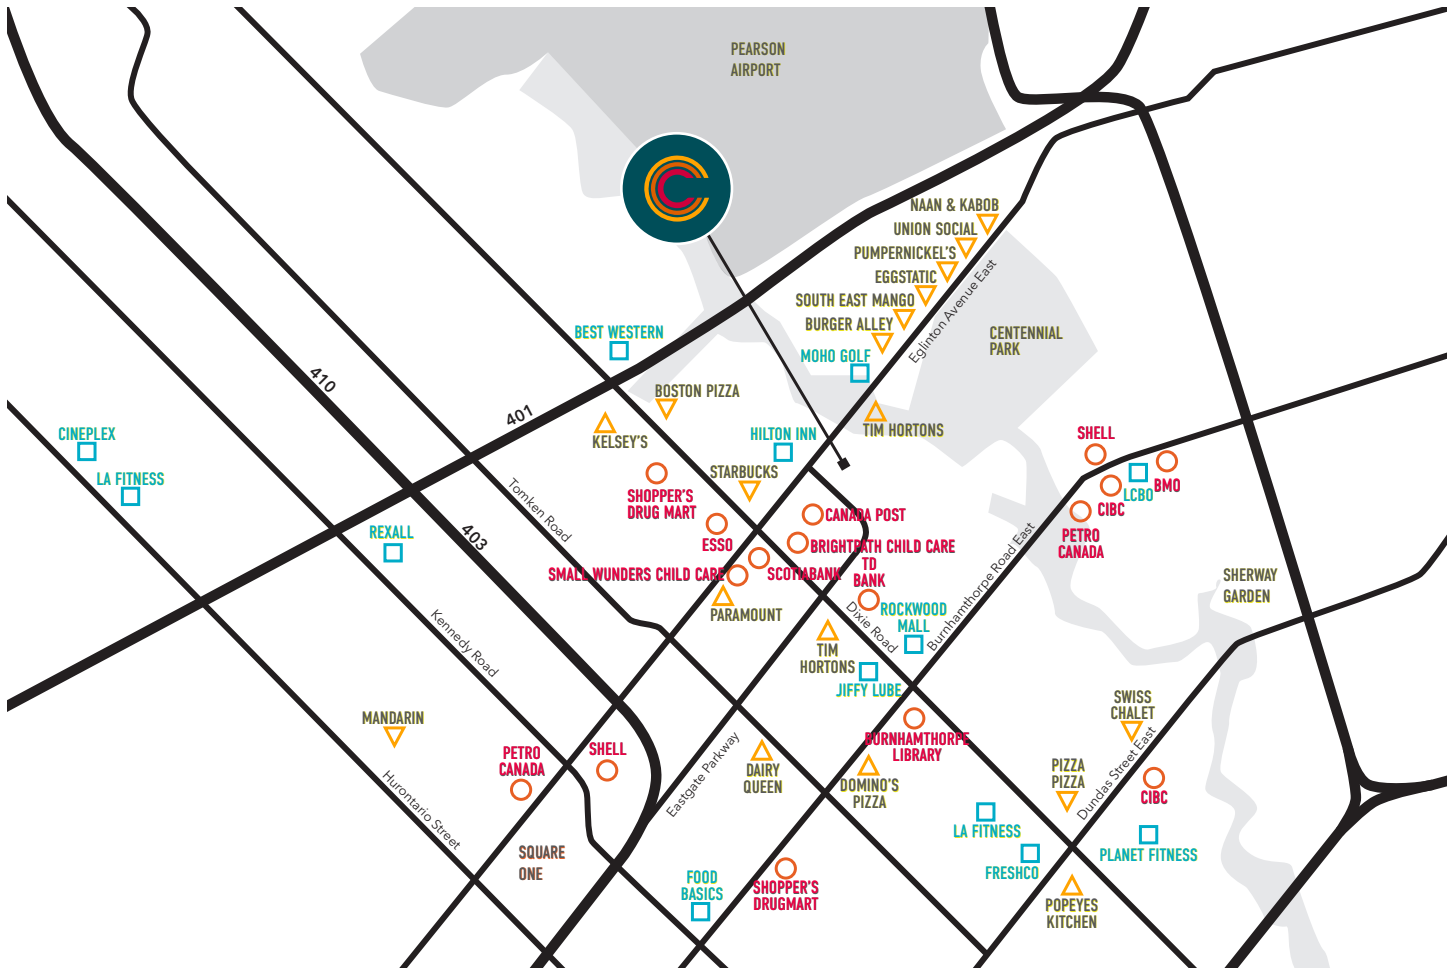 PEARSON
AIRPORT
NAAN & KABOB
UNION SOCIAL
PUMPERNICKEL'S
EGGSTATIC
SOUTH EAST MANGO
BURGER ALLEY
MOHO GOLF
Eglinton Avenue East
CENTENNIAL
PARK
BEST WESTERN
410
401
BOSTON PIZZA
KELSEY'S
HILTON INN
TIM HORTONS
CINEPLEX
LA FITNESS
STARBUCKS
SHOPPER'S
DRUG MART
SHELL
LCBO
BMO
CIBC
PETRO
CANADA
Tomken Road
REXALL
403
ESSO
CANADA POST
BRIGHTPATH CHILD CARE
SMALL WUNDERS CHILD CARE
SCOTIABANK
TD
BANK
PARAMOUNT
Dixie Road
ROCKWOOD
MALL
Burnhamthorpe Road East
SHERWAY
GARDEN
Kennedy Road
TIM
HORTONS
JIFFY LUBE
MANDARIN
SWISS
CHALET
BURNHAMTHORPE
LIBRARY
PETRO
CANADA
SHELL
Eastgate Parkway
DAIRY
QUEEN
DOMINO'S
PIZZA
PIZZA
PIZZA
Dundas Street East
CIBC
Hurontario Street
SQUARE
ONE
LA FITNESS
FRESHCO
PLANET FITNESS
FOOD
BASICS
SHOPPER'S
DRUGMART
POPEYES
KITCHEN